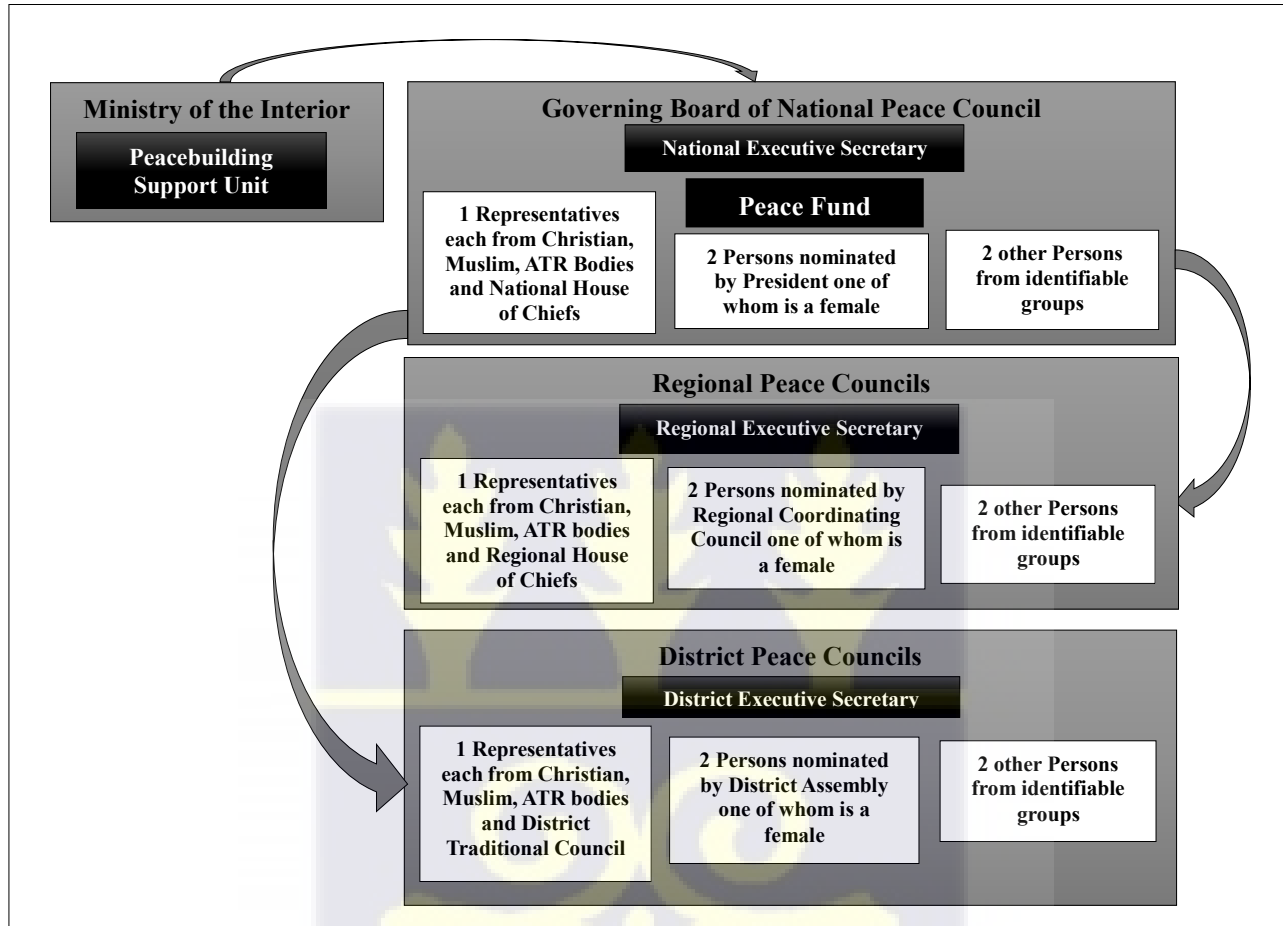 Ministry of the Interior
Peacebuilding
Support Unit
Governing Board of National Peace Council
National Executive Secretary
Peace Fund
1 Representatives
each from Christian,
Muslim, ATR Bodies
and National House
of Chiefs
2 Persons nominated
by President one of
whom is a female
2 other Persons
from identifiable
groups
Regional Peace Councils
Regional Executive Secretary
1 Representatives
each from Christian,
Muslim, ATR bodies
and Regional House
of Chiefs
2 Persons nominated by
Regional Coordinating
Council one of whom is
a female
2 other Persons
from identifiable
groups
District Peace Councils
District Executive Secretary
1 Representatives
each from Christian,
Muslim, ATR bodies
and District
Traditional Council
2 Persons nominated
by District Assembly
one of whom is a
female
2 other Persons
from identifiable
groups